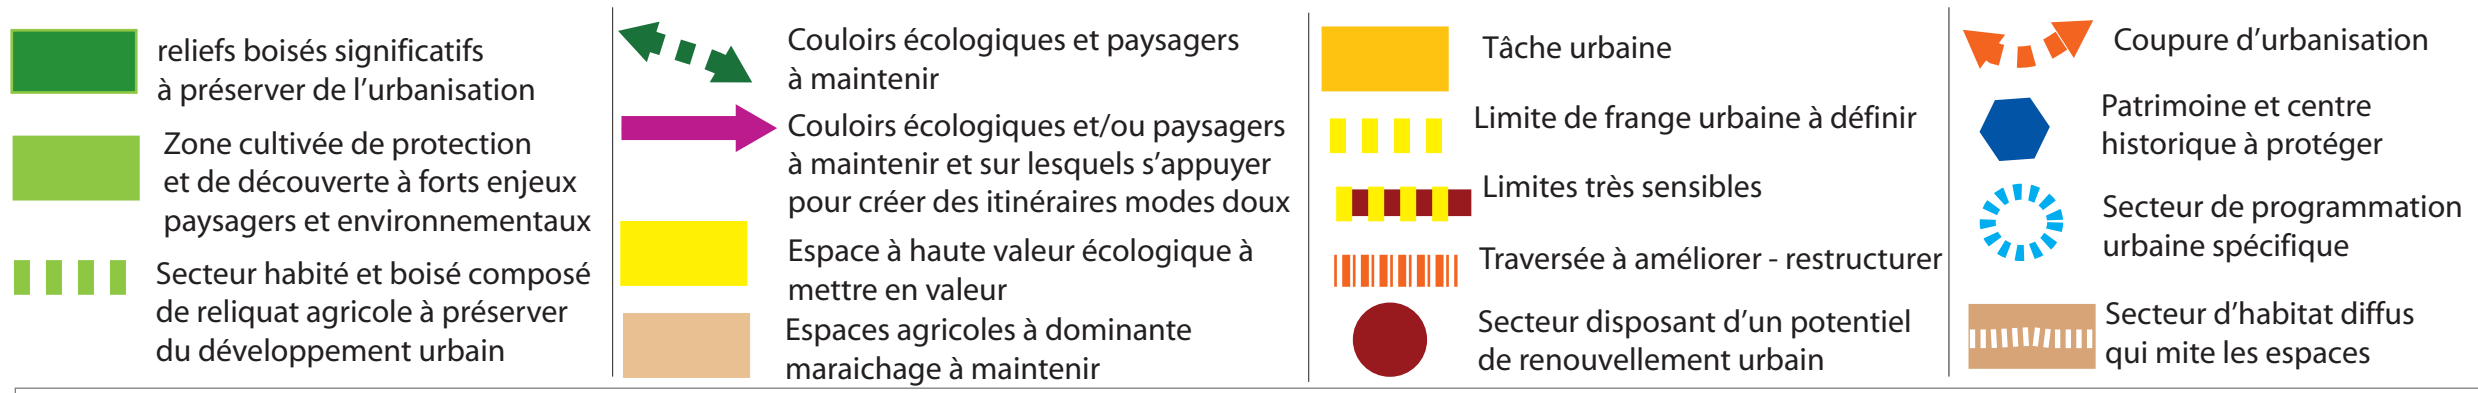 reliefs boisés significatifs
à préserver de l'urbanisation
Zone cultivée de protection
et de découverte à forts enjeux
paysagers et environnementaux
Secteur habité et boisé composé
de reliquat agricole à préserver
du développement urbain
Couloirs écologiques et paysagers
à maintenir
Couloirs écologiques et/ou paysagers
à maintenir et sur lesquels s'appuyer
pour créer des itinéraires modes doux
Espace à haute valeur écologique à
mettre en valeur
Espaces agricoles à dominante
maraichage à maintenir
Tâche urbaine
Limite de frange urbaine à définir
Limites très sensibles
Traversée à améliorer - restructurer
Secteur disposant d'un potentiel
de renouvellement urbain
Coupure d'urbanisation
Patrimoine et centre
historique à protéger
Secteur de programmation
urbaine spécifique
Secteur d'habitat diffus
qui mite les espaces